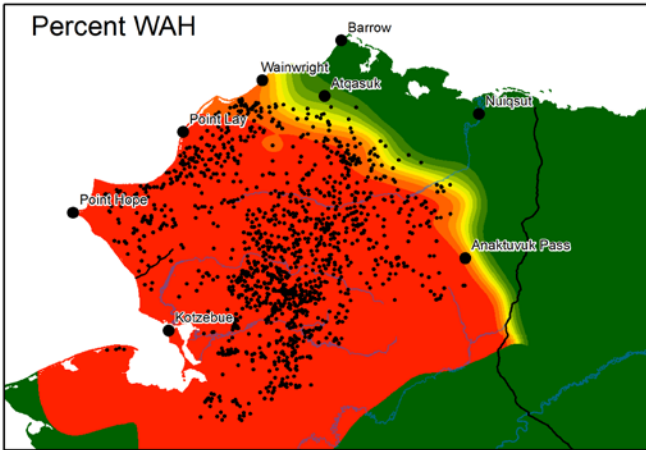 Percent WAH
Barrow
Wainwright
Atqasuk
Nuiqsut
Point Lay
Point Hope
Anaktuvuk Pass
Kotzebue